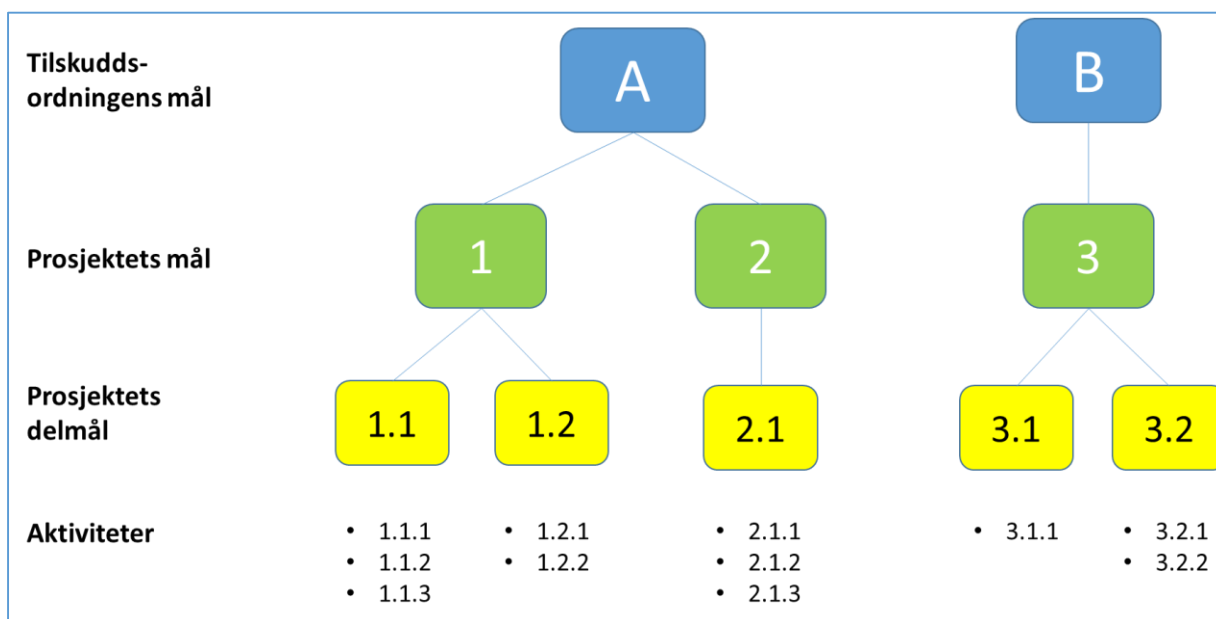 Tilskudds-
ordningens mål
A
B
Prosjektets mål
1
2
3
Prosjektets
delmål
1.1
1.2
2.1
3.1
3.2
Aktiviteter
• 1.1.1
• 1.1.2
• 1.1.3
• 1.2.1
• 1.2.2
• 2.1.1
• 2.1.2
• 2.1.3
• 3.1.1
• 3.2.1
• 3.2.2